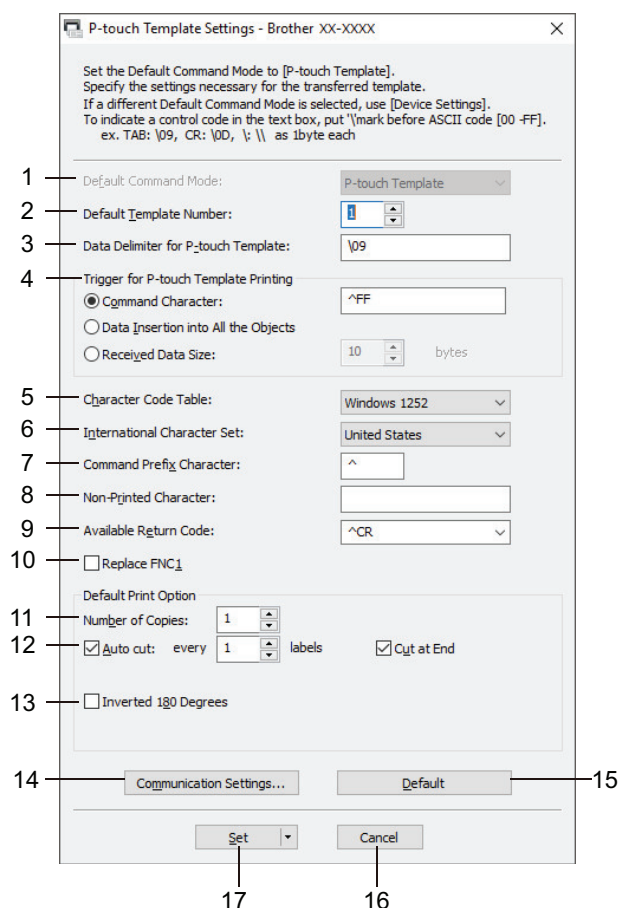 P-touch Template Settings - Brother XX-XXXX
Set the Default Command Mode to [P-touch Template].
Specify the settings necessary for the transferred template.
If a different Default Command Mode is selected, use [Device Settings].
To indicate a control code in the text box, put '\'mark before ASCII code [00 -FF].
ex. TAB: \09, CR: \0D, \: \\ as 1byte each
1 Default Command Mode: P-touch Template
2 Default Template Number: 1
3 Data Delimiter for P-touch Template: \09
4 Trigger for P-touch Template Printing
Command Character: ^FF
Data Insertion into All the Objects
Received Data Size: 10 bytes
5 Character Code Table: Windows 1252
6 International Character Set: United States
7 Command Prefix Character: ^
8 Non-Printed Character:
9 Available Return Code: ^CR
10 Replace FNC1
Default Print Option
11 Number of Copies: 1
12 Auto cut: every 1 labels Cut at End
13 Inverted 180 Degrees
14 Communication Settings... Default 15
Set Cancel
17 16